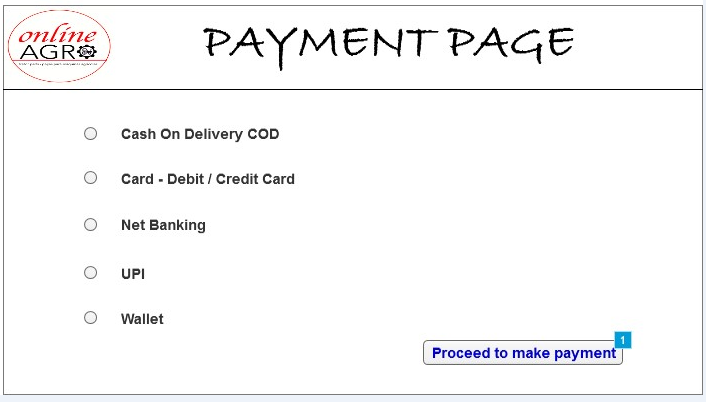 online
AGRO
PAYMENT PAGE
Cash On Delivery COD
Card - Debit / Credit Card
Net Banking
UPI
Wallet
1
Proceed to make payment